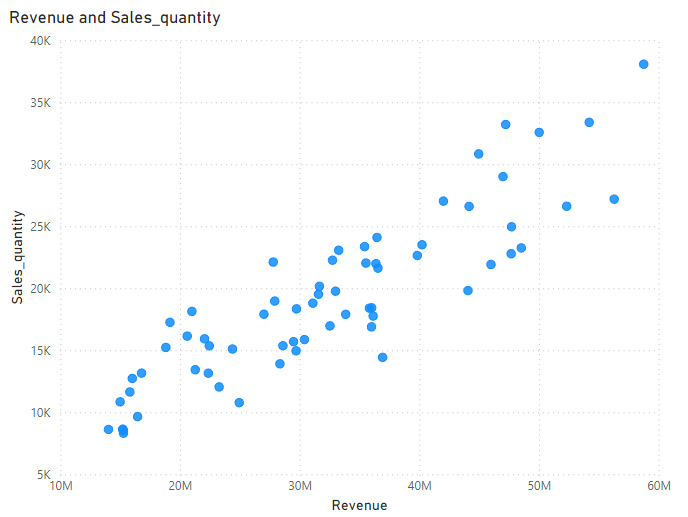 Revenue and Sales_quantity
40K
35K
30K
25K
20K
15K
10K
5K
Sales_quantity
10M 20M 30M 40M 50M 60M
Revenue